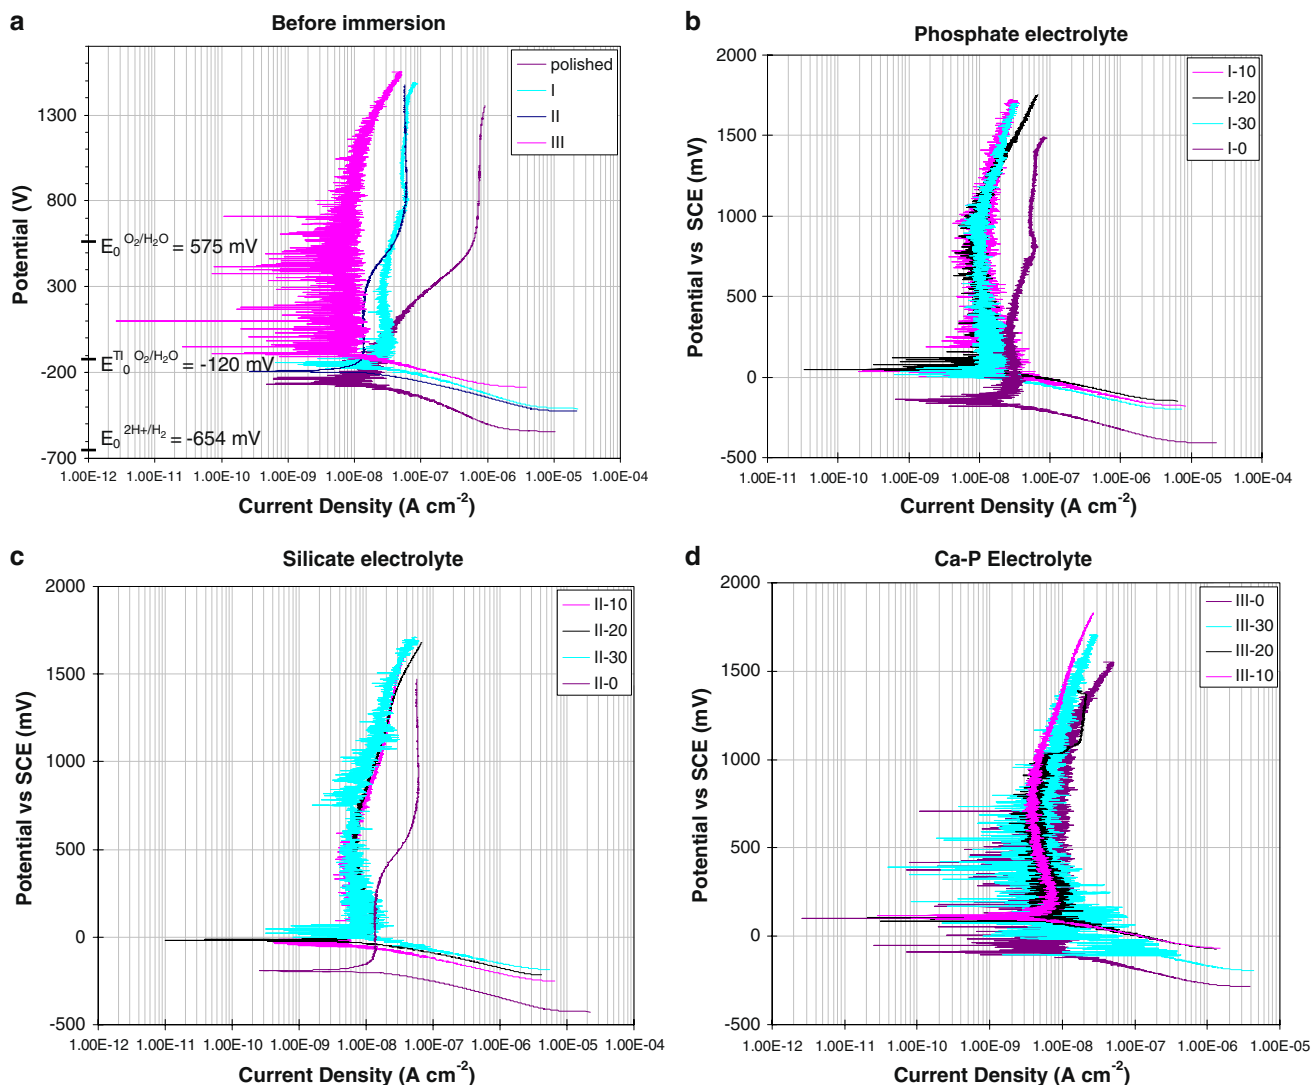 a
Before immersion
Potential (V)
1300
800
300
-200
-700
E0 O2/H2O = 575 mV
E0 TI O2/H2O = -120 mV
E0 2H+/H2 = -654 mV
polished
I
II
III
1.00E-12 1.00E-11 1.00E-10 1.00E-09 1.00E-08 1.00E-07 1.00E-06 1.00E-05 1.00E-04
Current Density (A cm-2)
b
Phosphate electrolyte
Potential vs SCE (mV)
2000
1500
1000
500
0
-500
I-10
I-20
I-30
I-0
1.00E-11 1.00E-10 1.00E-09 1.00E-08 1.00E-07 1.00E-06 1.00E-05 1.00E-04
Current Density (A cm-2)
c
Silicate electrolyte
Potential vs SCE (mV)
2000
1500
1000
500
0
-500
II-10
II-20
II-30
II-0
1.00E-12 1.00E-11 1.00E-10 1.00E-09 1.00E-08 1.00E-07 1.00E-06 1.00E-05 1.00E-04
Current Density (A cm-2)
d
Ca-P Electrolyte
Potential vs SCE (mV)
2000
1500
1000
500
0
-500
III-0
III-30
III-20
III-10
1.00E-12 1.00E-11 1.00E-10 1.00E-09 1.00E-08 1.00E-07 1.00E-06 1.00E-05
Current Density (A cm-2)